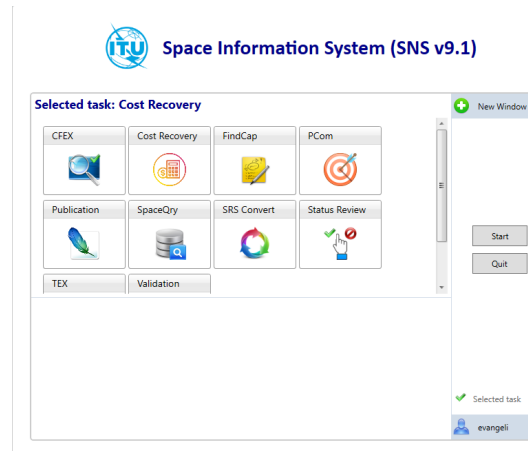 ITU
Space Information System (SNS v9.1)
Selected task: Cost Recovery
New Window
CFEX
Cost Recovery
FindCap
PCom
Publication
SpaceQry
SRS Convert
Status Review
Start
Quit
TEX
Validation
Selected task
evangeli